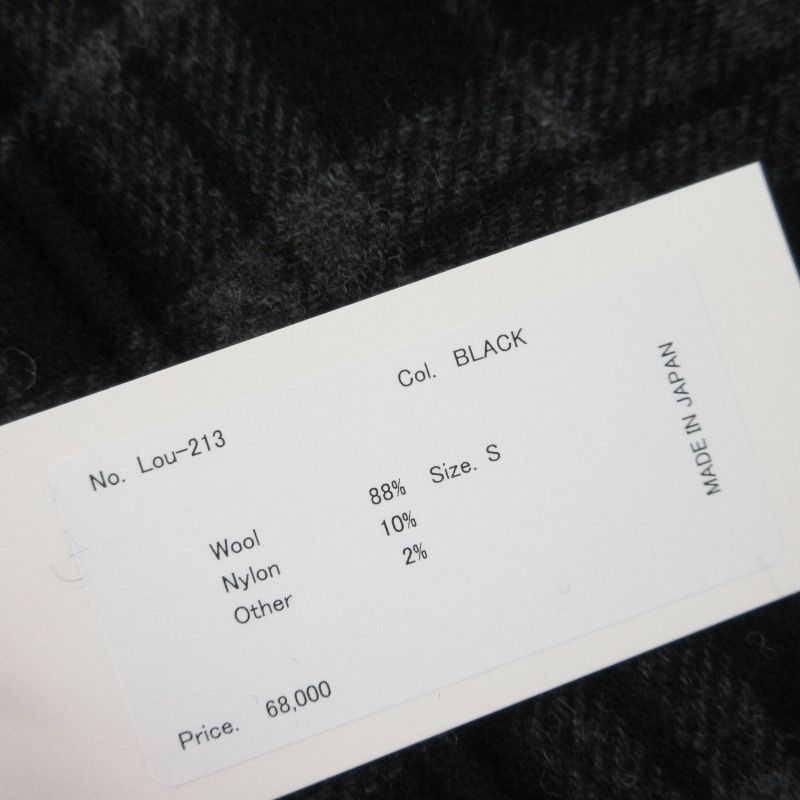 No. Lou-213
Col. BLACK
Wool 88% Size. S
Nylon 10%
Other 2%
Price. 68,000
MADE IN JAPAN